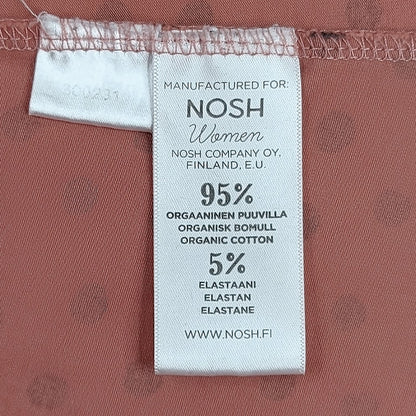 300231
MANUFACTURED FOR:
NOSH
Women
NOSH COMPANY OY.
FINLAND, E.U.
95%
ORGAANINEN PUUVILLA
ORGANISK BOMULL
ORGANIC COTTON
5%
ELASTAANI
ELASTAN
ELASTANE
WWW.NOSH.FI